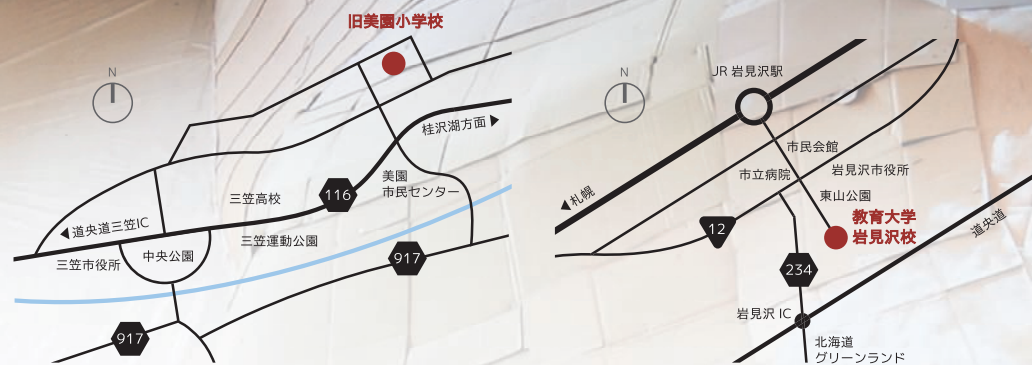 旧美園小学校
N
桂沢湖方面 ▶
美園
市民センター
116
三笠高校
◀ 道央道三笠IC
三笠運動公園
中央公園
三笠市役所
917
917
N
JR 岩見沢駅
市民会館
市立病院
岩見沢市役所
◀ 札幌
東山公園
教育大学
岩見沢校
12
道央道
234
岩見沢 IC
北海道
グリーンランド